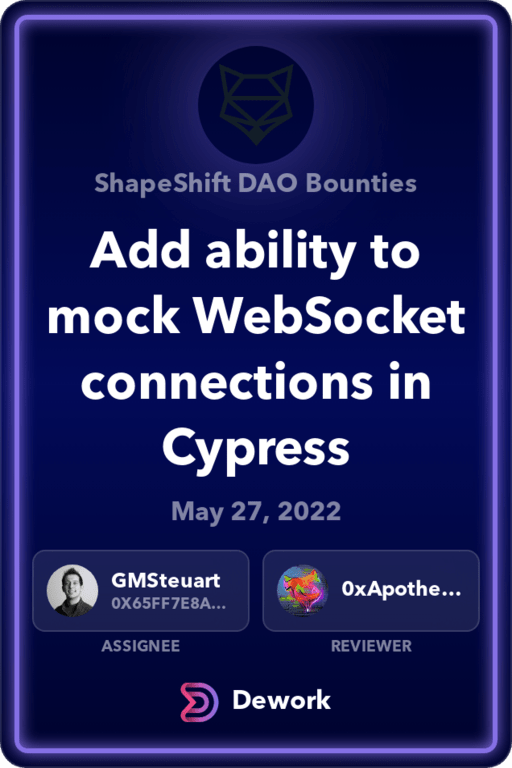 ShapeShift DAO Bounties
Add ability to
mock WebSocket
connections in
Cypress
May 27, 2022
GMSteuart
0X65FF7E8A...
ASSIGNEE
0xApothe...
REVIEWER
Dework